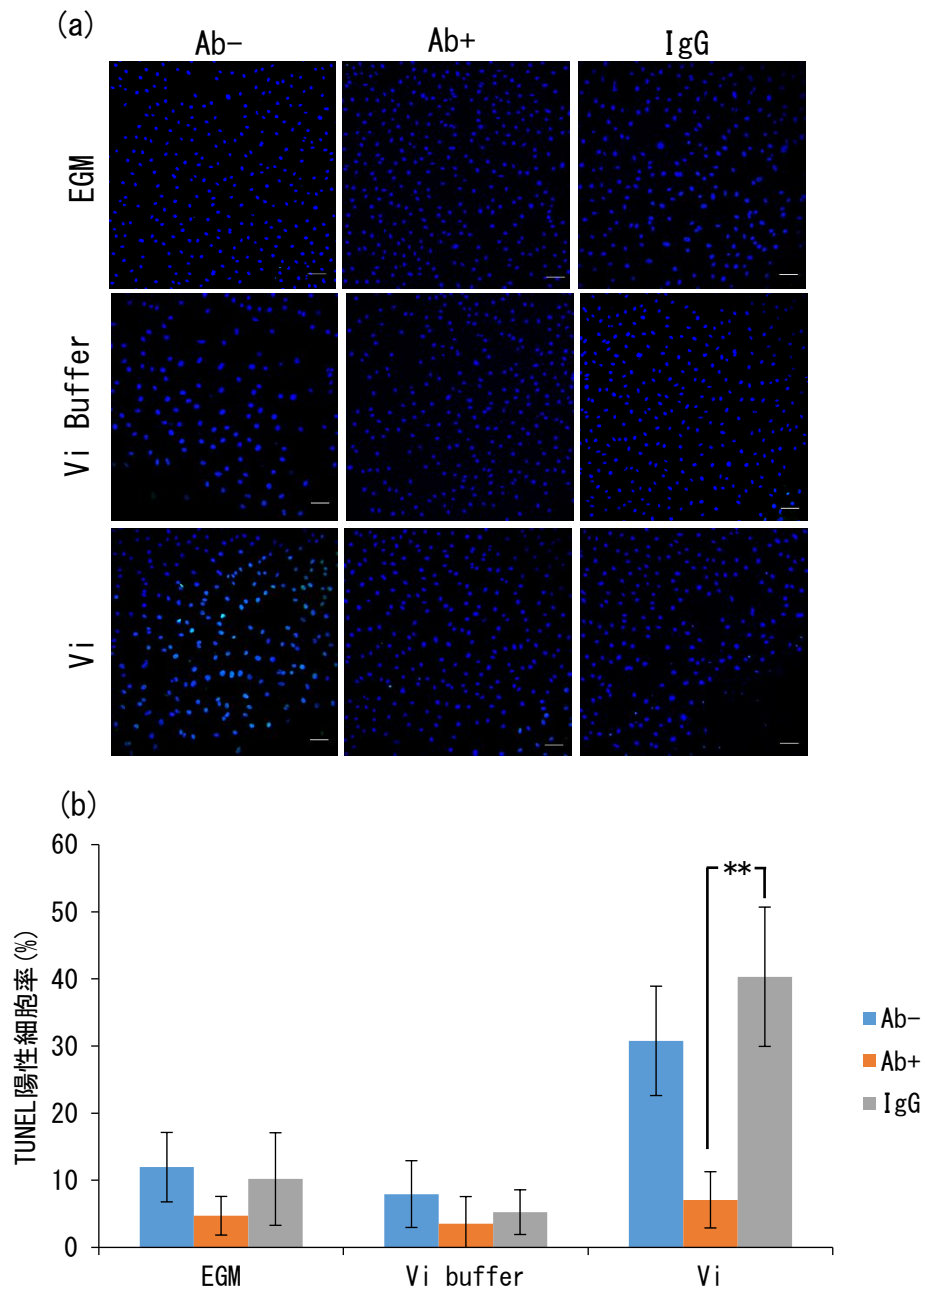 (a)
Ab− Ab+ IgG
EGM
Vi Buffer
Vi
(b)
TUNEL陽性細胞率(%)
60
50
40
30
20
10
0
**
EGM Vi buffer Vi
Ab−
Ab+
IgG